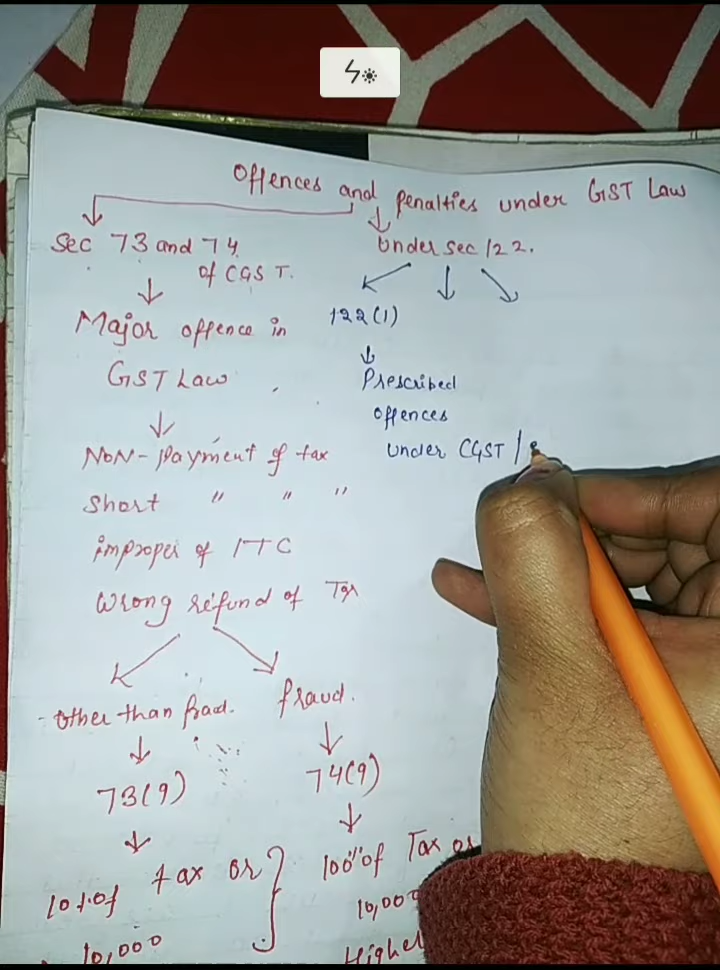 Offences and penalties under GST Law
Sec 73 and 74
of CGST.
Major offence in
GST Law
Non-payment of tax
Short " " "
improper of ITC
Wrong refund of Tax
Other than frad.
73(9)
10% of tax or
10,000
fraud.
74(9)
100% of Tax or
10,000
Higher
Under sec 122.
122(1)
Prescribed
offences
under CGST /